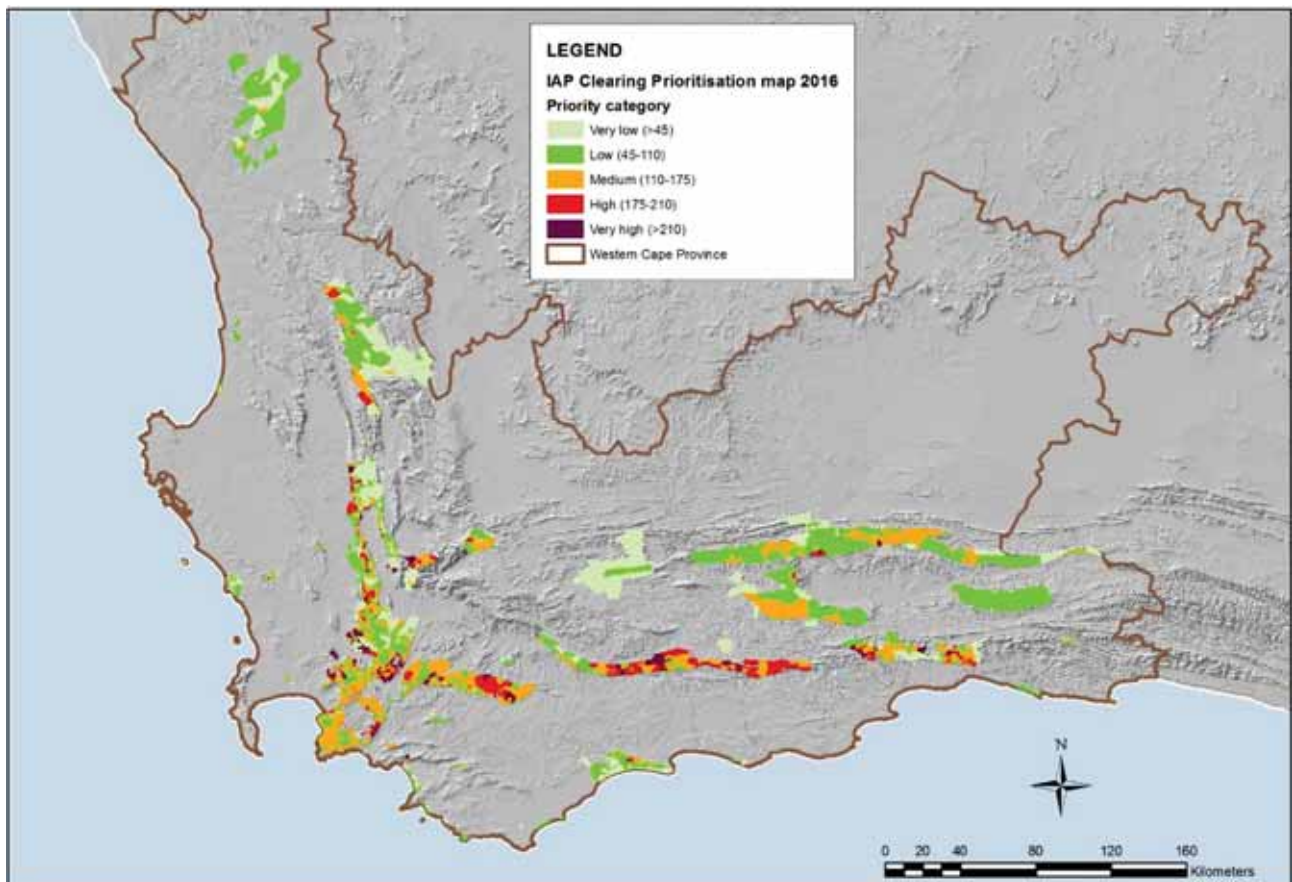 LEGEND
IAP Clearing Prioritisation map 2016
Priority category
Very low (>45)
Low (45-110)
Medium (110-175)
High (175-210)
Very high (>210)
Western Cape Province
N
0 20 40 80 120 160
Kilometers